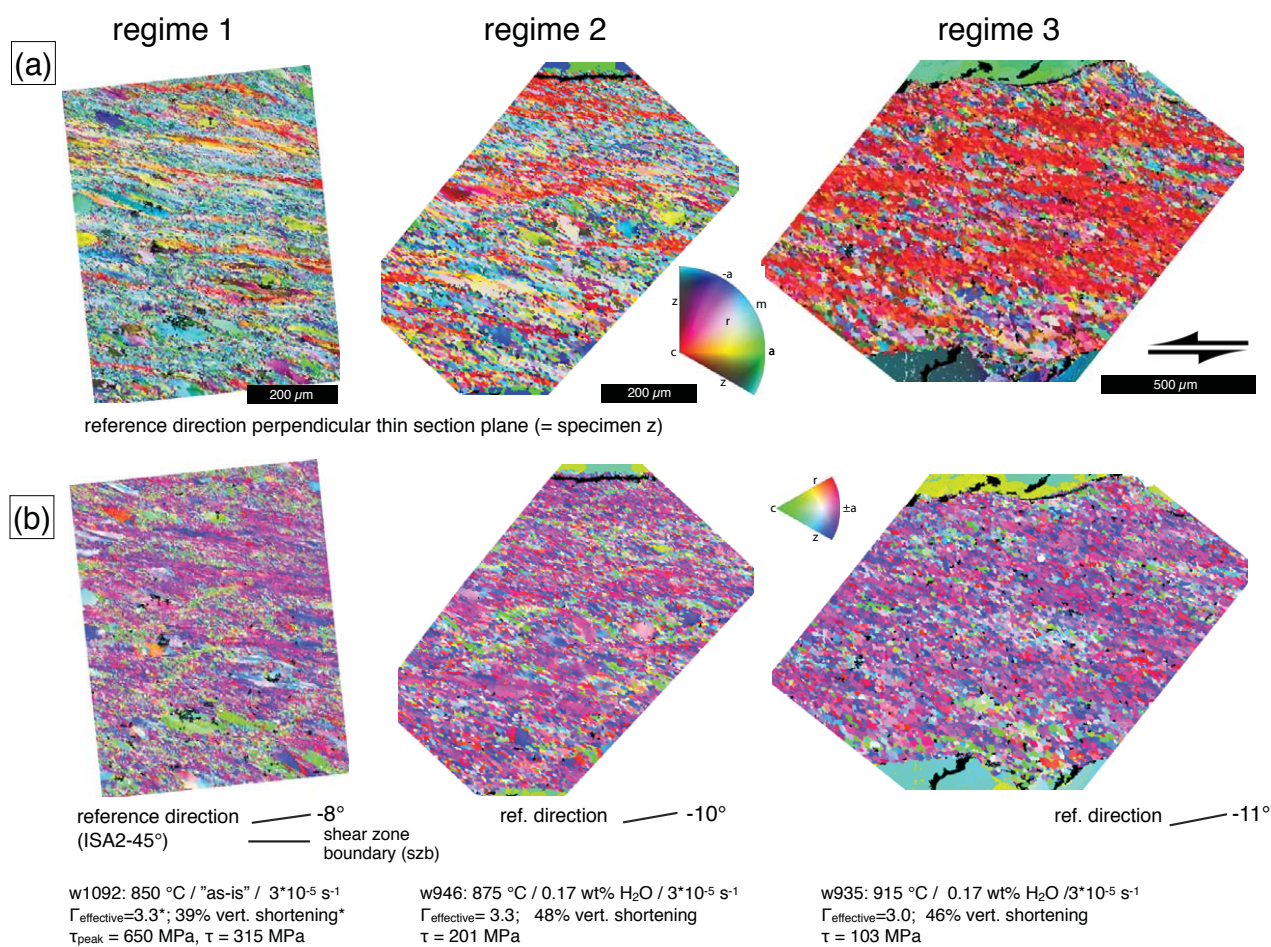 regime 1
regime 2
regime 3
(a)
-a
z
m
r
c
a
z
200 µm
200 µm
500 µm
reference direction perpendicular thin section plane (= specimen z)
(b)
r
c
±a
z
reference direction -8°
(ISA2-45°)
shear zone
boundary (szb)
ref. direction -10°
ref. direction -11°
w1092: 850 °C / ”as-is” / 3*10⁻⁵ s⁻¹
Γeffective=3.3*; 39% vert. shortening*
τpeak = 650 MPa, τ = 315 MPa
w946: 875 °C / 0.17 wt% H₂O / 3*10⁻⁵ s⁻¹
Γeffective= 3.3; 48% vert. shortening
τ = 201 MPa
w935: 915 °C / 0.17 wt% H₂O /3*10⁻⁵ s⁻¹
Γeffective=3.0; 46% vert. shortening
τ = 103 MPa